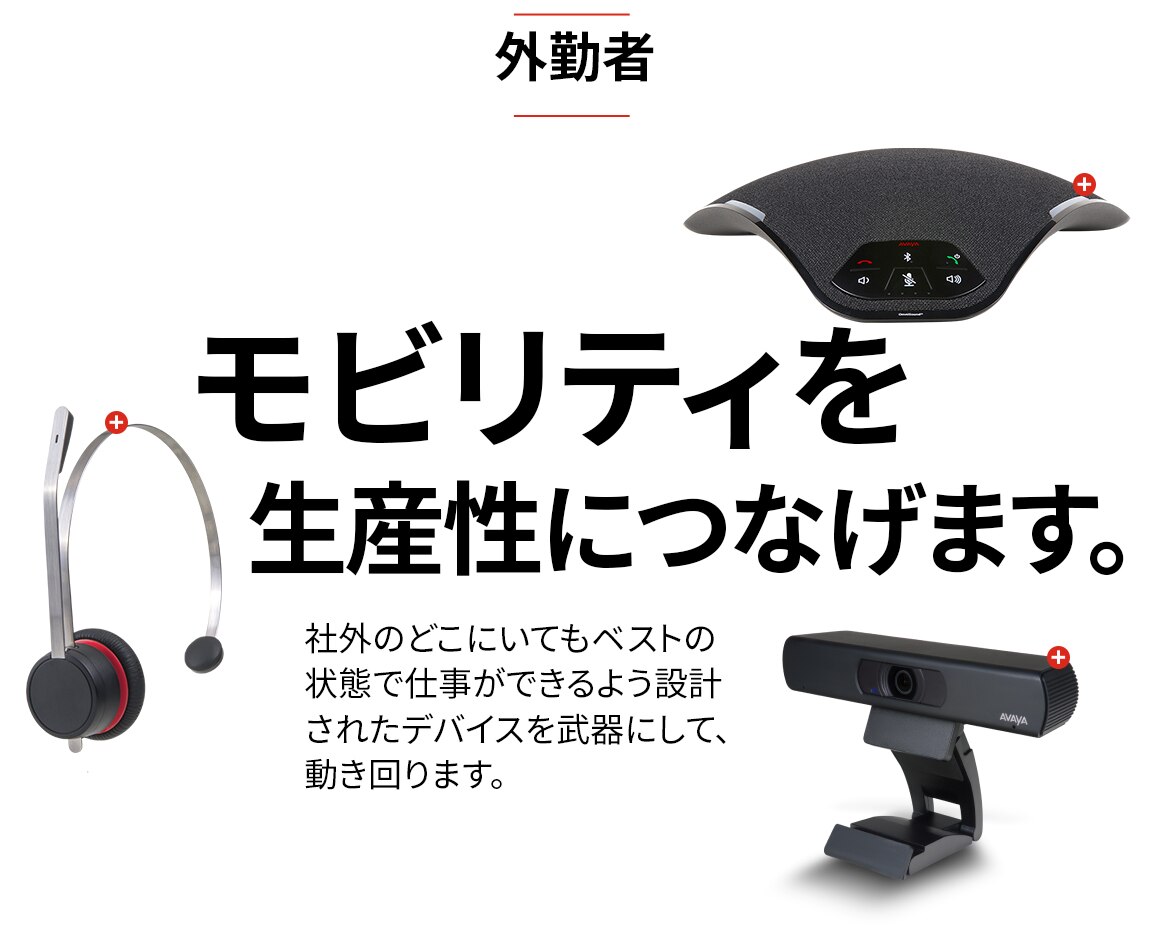 外勤者
AVAYA
OmniSound™
モビリティを
生産性につなげます。
社外のどこにいてもベストの
状態で仕事ができるよう設計
されたデバイスを武器にして、
動き回ります。
AVAYA